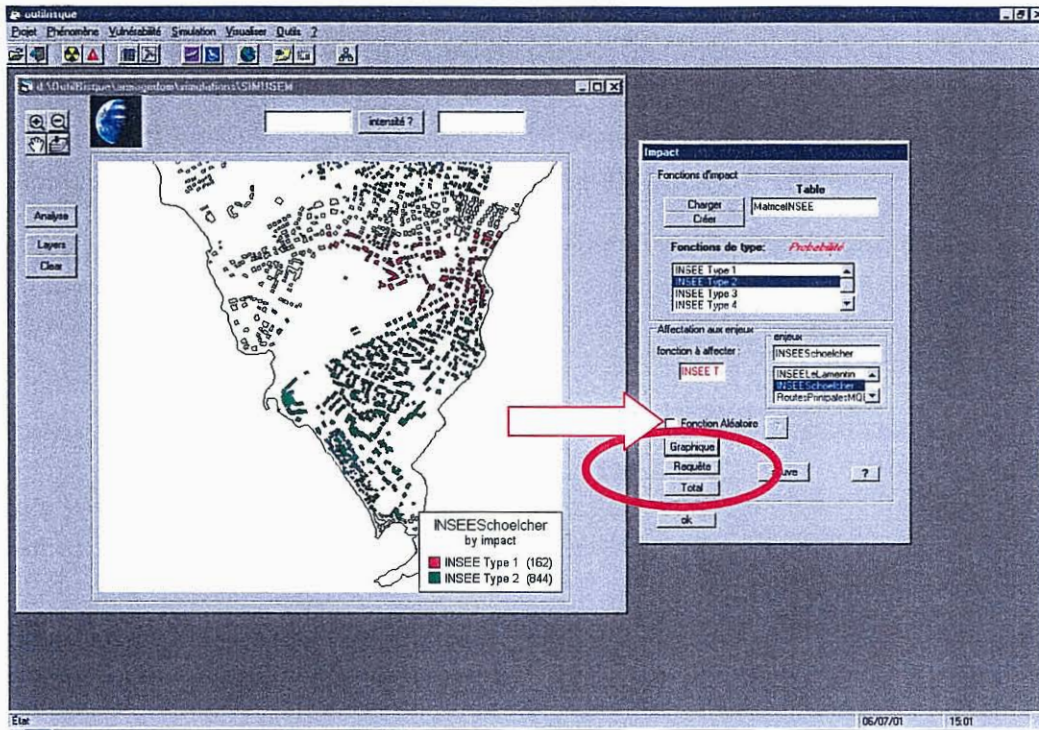 outilrisque
Projet Phénomène Vulnérabilité Simulation Visualiser Outils ?
intensité ?
Analyse
Layers
Clear
INSEESchoelcher
by impact
INSEE Type 1 (162)
INSEE Type 2 (844)
Impact
Fonctions d'impact
Table
Charger
Créer
Fonctions de type: Probabilité
INSEE Type 1
INSEE Type 2
INSEE Type 3
INSEE Type 4
Affectation aux enjeux
fonction à affecter :
INSEE T
enjeux
INSEESchoelcher
INSEELeLamentin
INSEESchoelcher
Fonction Aléatoire
?
Graphique
Requête
Total
?
ok
État
06/07/01
15:01